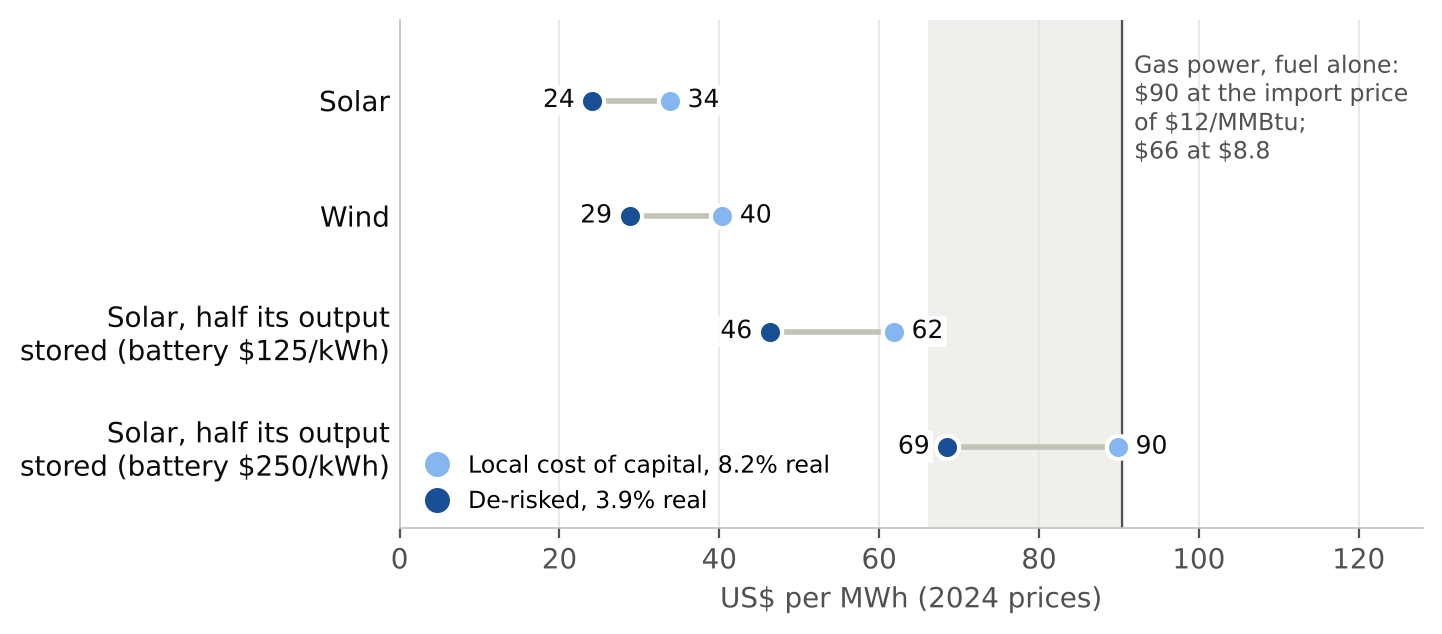 Solar
24
34
Gas power, fuel alone:
$90 at the import price
of $12/MMBtu;
$66 at $8.8
Wind
29
40
Solar, half its output
stored (battery $125/kWh)
46
62
Solar, half its output
stored (battery $250/kWh)
69
90
Local cost of capital, 8.2% real
De-risked, 3.9% real
0
20
40
60
80
100
120
US$ per MWh (2024 prices)